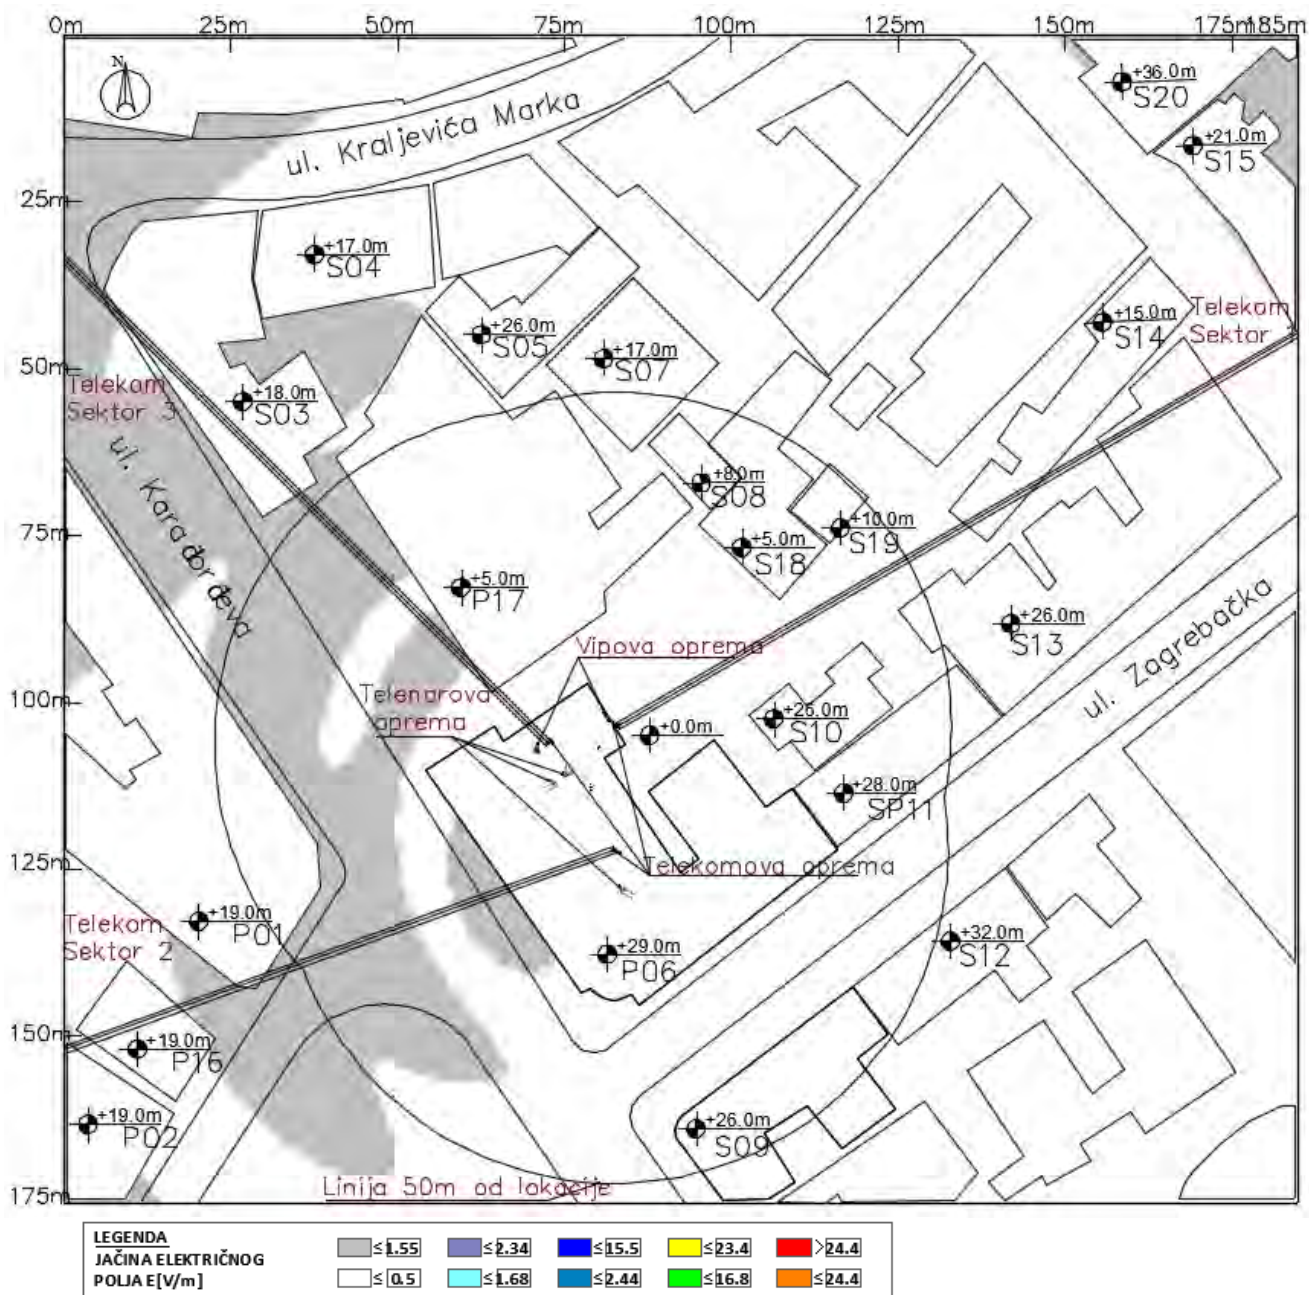 0m 25m 50m 75m 100m 125m 150m 175m 185m
N
+36.0m
S20
ul. Kraljevića Marka
+21.0m
S15
25m
+17.0m
S04
+15.0m
S14
Telekom
Sektor
+26.0m
S05
+17.0m
S07
50m
Telekom
Sektor 3
+18.0m
S03
ul. Karađorđeva
+8.0m
S08
75m
+10.0m
S19
+5.0m
S18
+5.0m
P17
+26.0m
S13
Vipova oprema
ul. Zagrebačka
100m
Telenorova
oprema
+0.0m
+26.0m
S10
+28.0m
SP11
125m
Telekomova oprema
Telekom
Sektor 2
+19.0m
P01
+32.0m
S12
+29.0m
P06
150m
+19.0m
P16
+19.0m
P02
+26.0m
S09
175m
Linija 50m od lokacije
LEGENDA
JAČINA ELEKTRIČNOG
POLJA E[V/m]
≤1.55 ≤2.34 ≤15.5 ≤23.4 >24.4
≤0.5 ≤1.68 ≤2.44 ≤16.8 ≤24.4